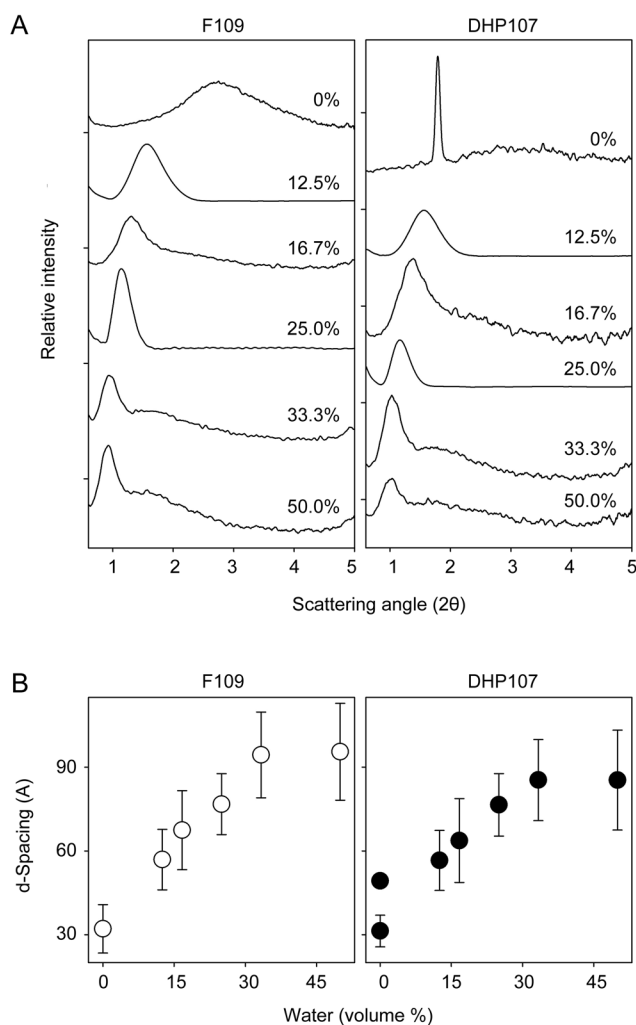 A
F109
DHP107
0%
12.5%
16.7%
25.0%
33.3%
50.0%
0%
12.5%
16.7%
25.0%
33.3%
50.0%
Relative intensity
1 2 3 4 5
1 2 3 4 5
Scattering angle (2θ)
B
F109
DHP107
d-Spacing (A)
90
60
30
0 15 30 45
0 15 30 45
Water (volume %)